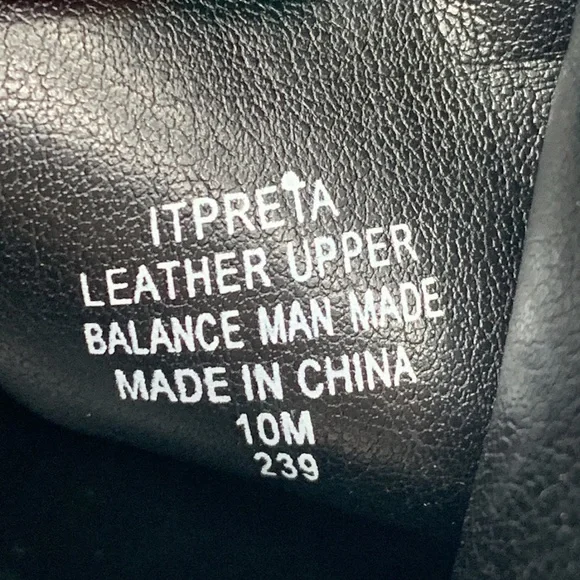 ITPRETA
LEATHER UPPER
BALANCE MAN MADE
MADE IN CHINA
10M
239